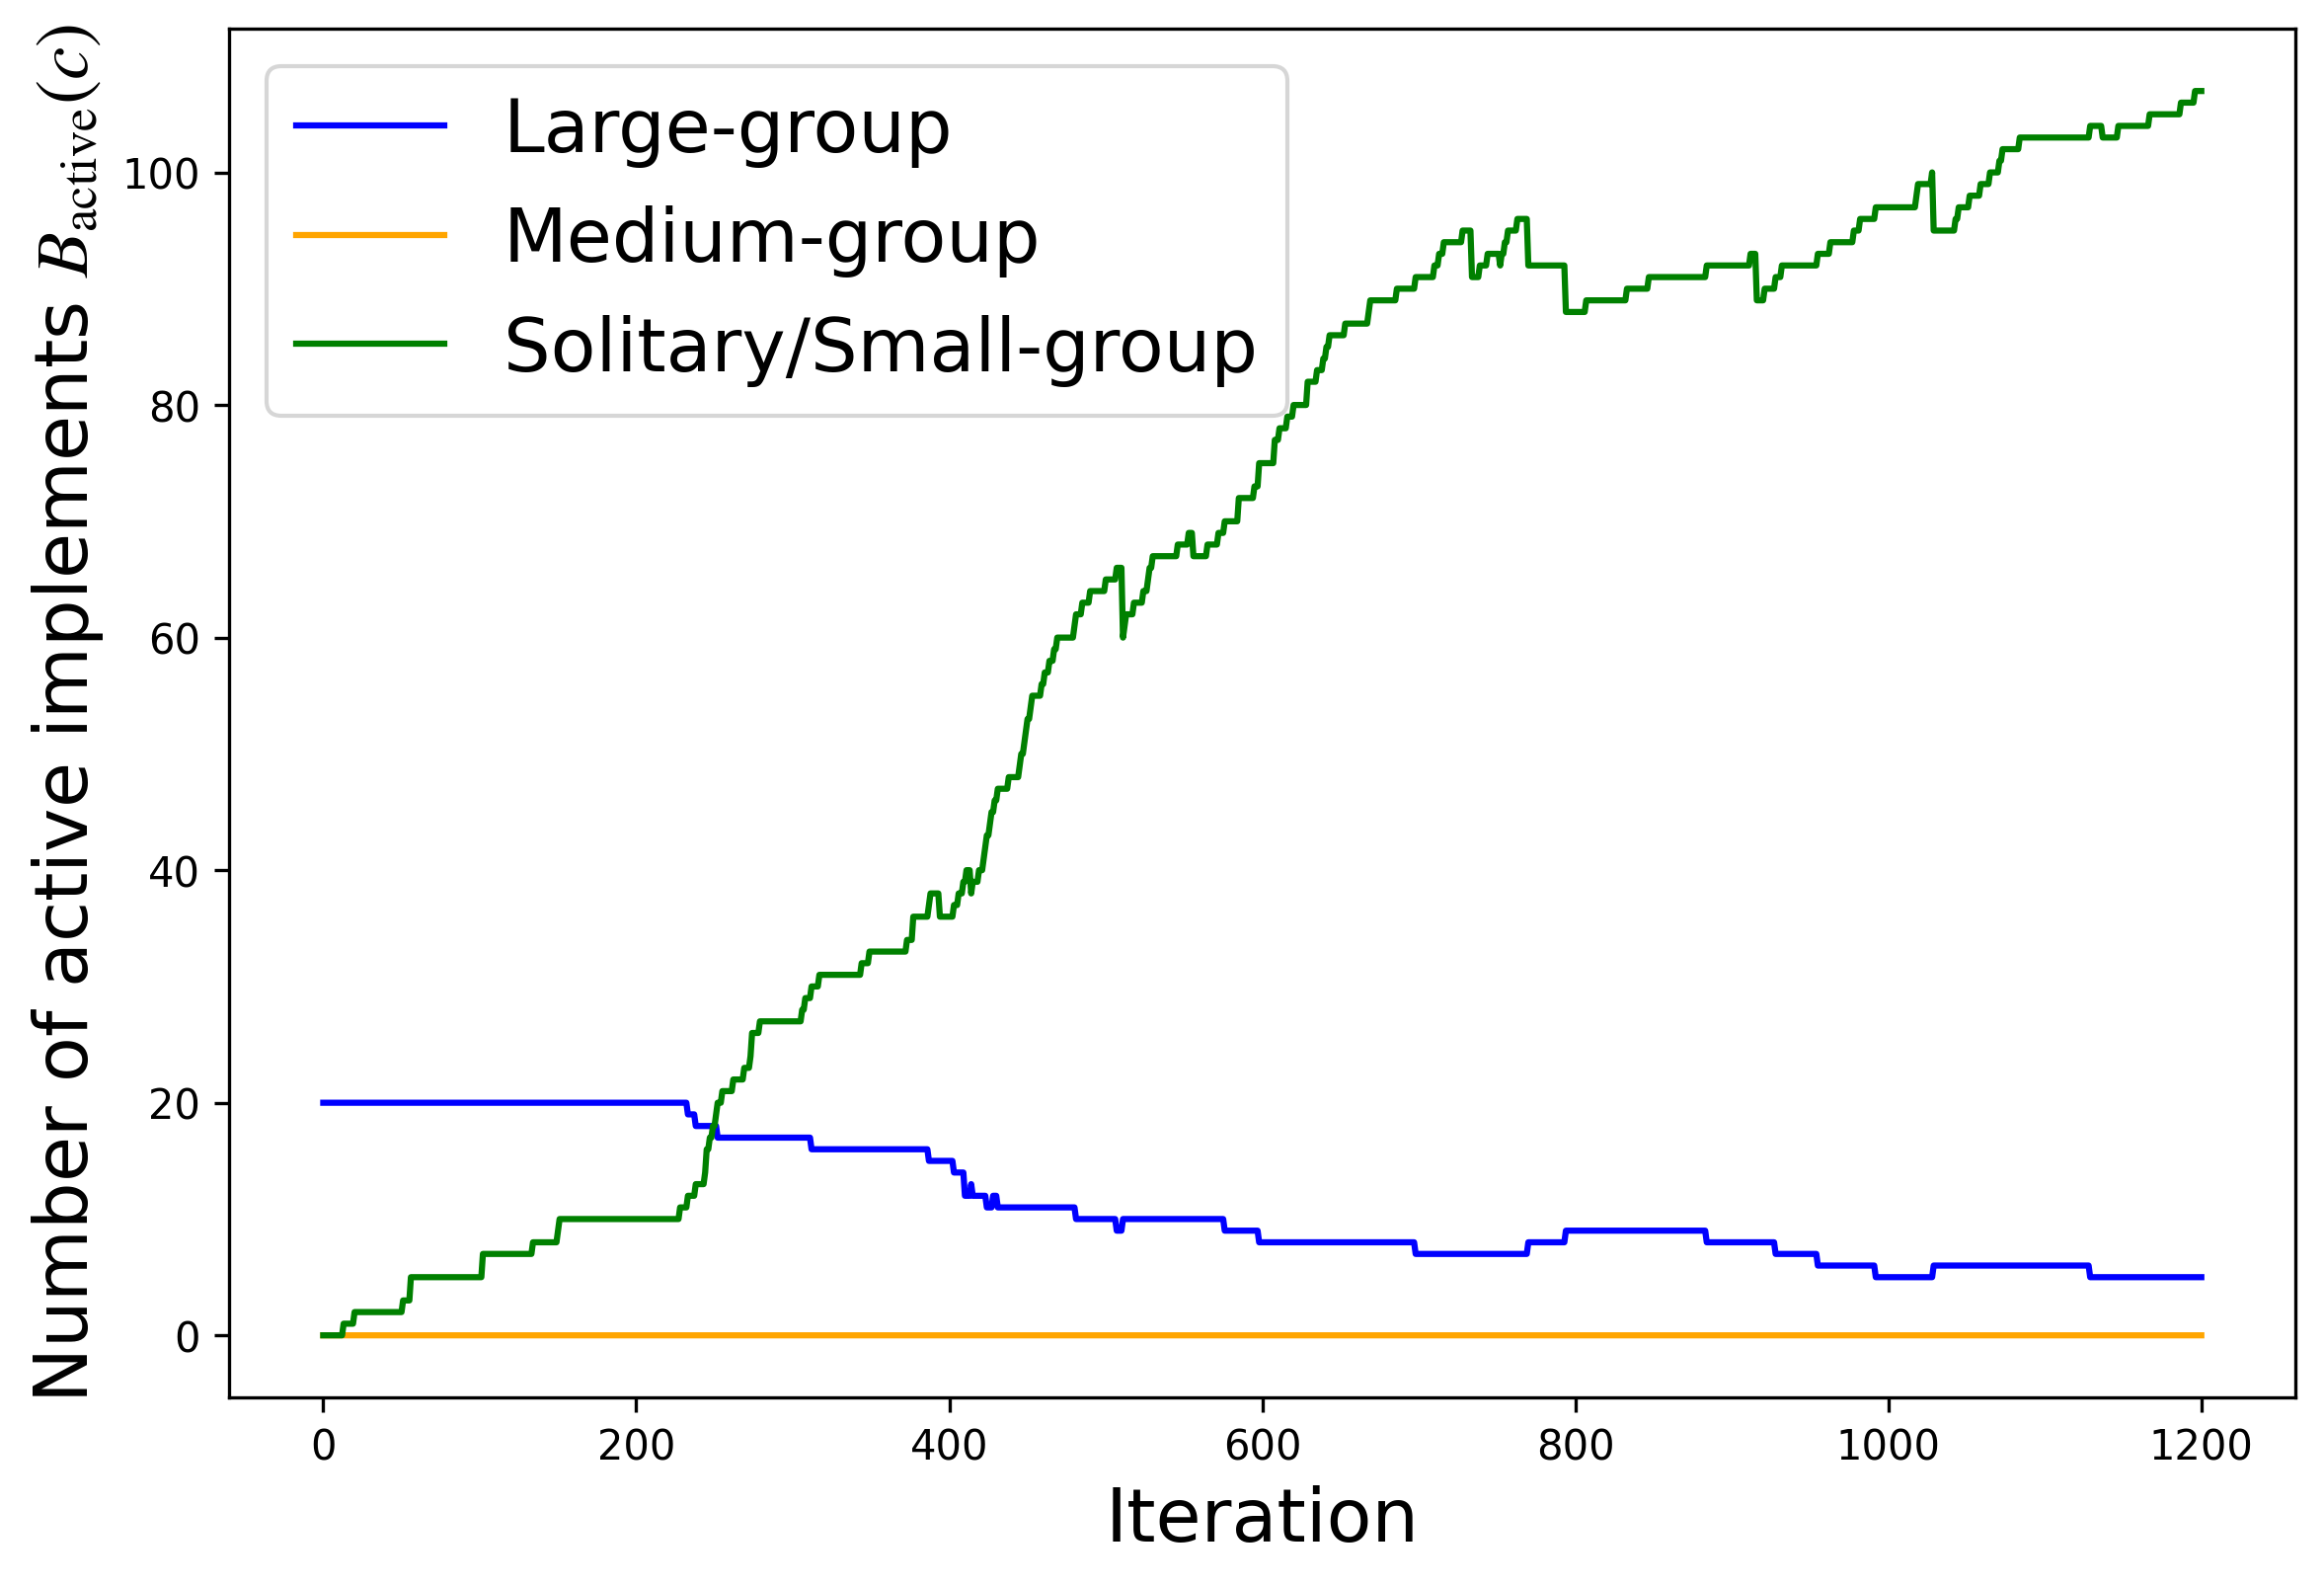 Number of active implements B_active(c)
100
80
60
40
20
0
Large-group
Medium-group
Solitary/Small-group
0 200 400 600 800 1000 1200
Iteration